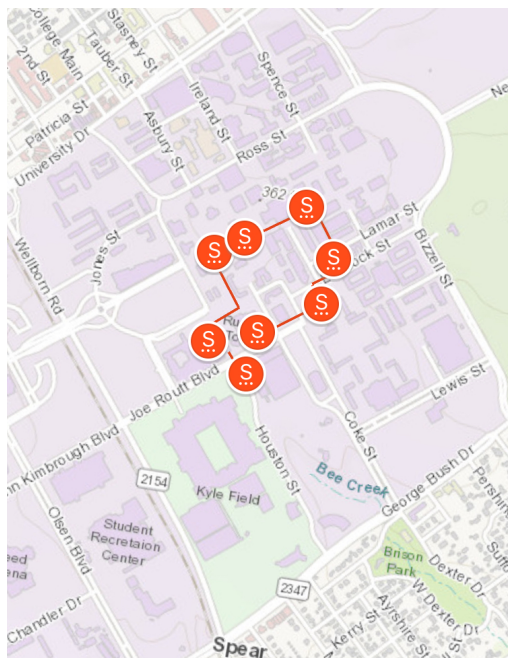 College Main
2nd St
Tauber St
Stasney St
Patricia St
University Dr
Asbury St
Ireland St
Spence St
Ross St
362
Jones St
Wellborn Rd
Lamar St
Bizzell St
Joe Routt Blvd
Lewis St
Houston St
Coke St
2154
Kyle Field
Bee Creek
George Bush Dr
Olsen Blvd
Student
Recretaion
Center
Chandler Dr
2347
Brison
Park
Dexter Dr
W Dexter Dr
Kerry St
Ayrshire St
Spear
S
S
S
S
S
S
S
S